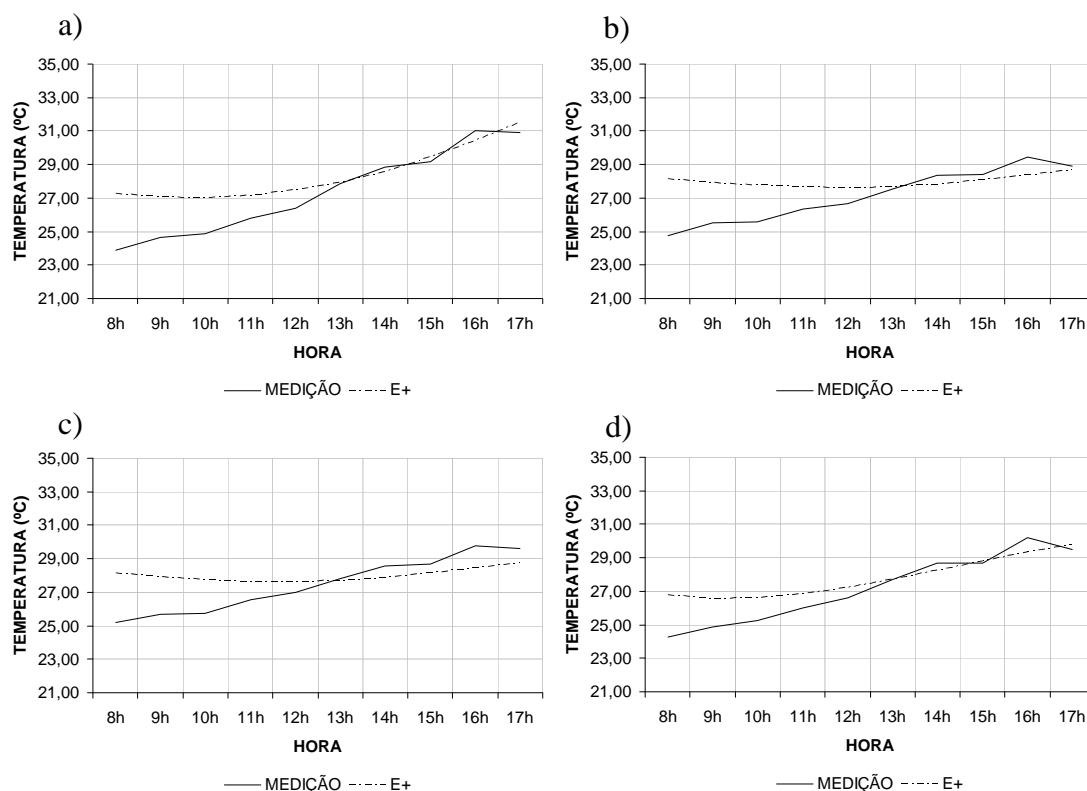 a)
TEMPERATURA (ºC)
35,00
33,00
31,00
29,00
27,00
25,00
23,00
21,00
8h 9h 10h 11h 12h 13h 14h 15h 16h 17h
HORA
MEDIÇÃO E+
b)
TEMPERATURA (ºC)
35,00
33,00
31,00
29,00
27,00
25,00
23,00
21,00
8h 9h 10h 11h 12h 13h 14h 15h 16h 17h
HORA
MEDIÇÃO E+
c)
TEMPERATURA (ºC)
35,00
33,00
31,00
29,00
27,00
25,00
23,00
21,00
8h 9h 10h 11h 12h 13h 14h 15h 16h 17h
HORA
MEDIÇÃO E+
d)
TEMPERATURA (ºC)
35,00
33,00
31,00
29,00
27,00
25,00
23,00
21,00
8h 9h 10h 11h 12h 13h 14h 15h 16h 17h
HORA
MEDIÇÃO E+